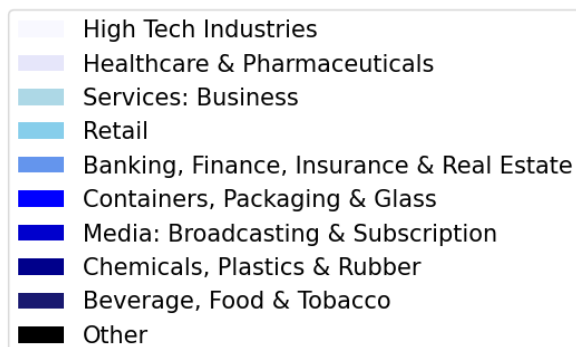 High Tech Industries
Healthcare & Pharmaceuticals
Services: Business
Retail
Banking, Finance, Insurance & Real Estate
Containers, Packaging & Glass
Media: Broadcasting & Subscription
Chemicals, Plastics & Rubber
Beverage, Food & Tobacco
Other